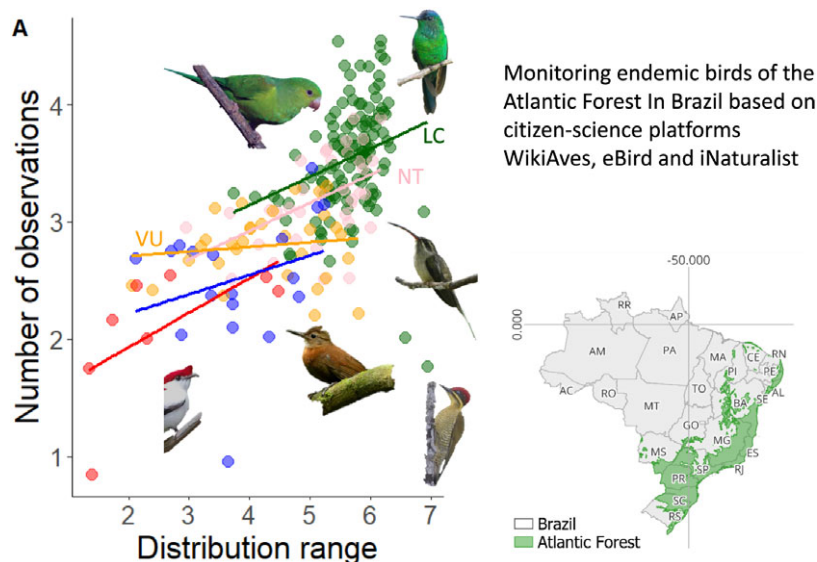 A
Number of observations
4
3
2
1
2 3 4 5 6 7
Distribution range
LC
NT
VU
Monitoring endemic birds of the
Atlantic Forest In Brazil based on
citizen-science platforms
WikiAves, eBird and iNaturalist
-50.000
0.000
RR
AP
AM
PA
MA
CE
RN
PI
PE
AL
SE
AC
RO
TO
BA
MT
GO
MG
ES
MS
SP
RJ
PR
SC
RS
Brazil
Atlantic Forest